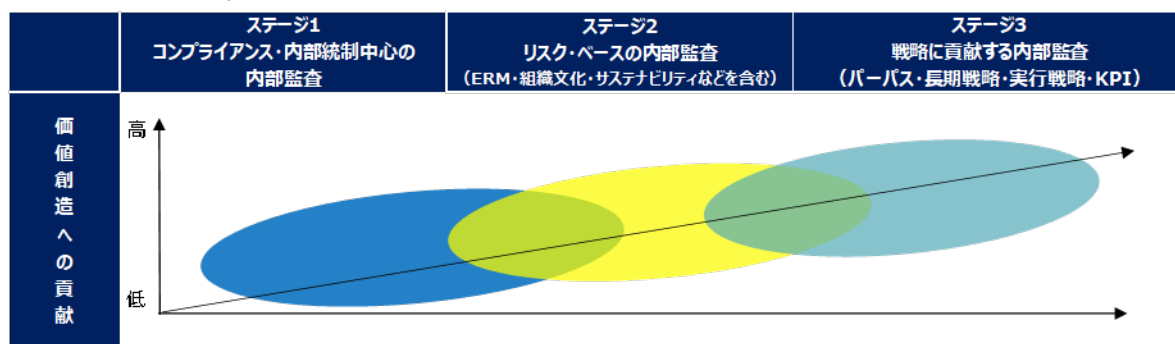 ステージ1
コンプライアンス・内部統制中心の
内部監査
ステージ2
リスク・ベースの内部監査
（ERM・組織文化・サステナビリティなどを含む）
ステージ3
戦略に貢献する内部監査
（パーパス・長期戦略・実行戦略・KPI）
価値創造への貢献
高
低